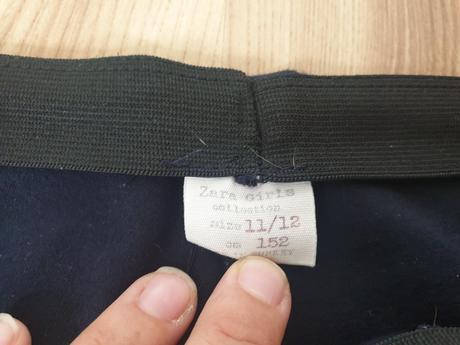 Zara Girls
collection
size 11/12
cm 152